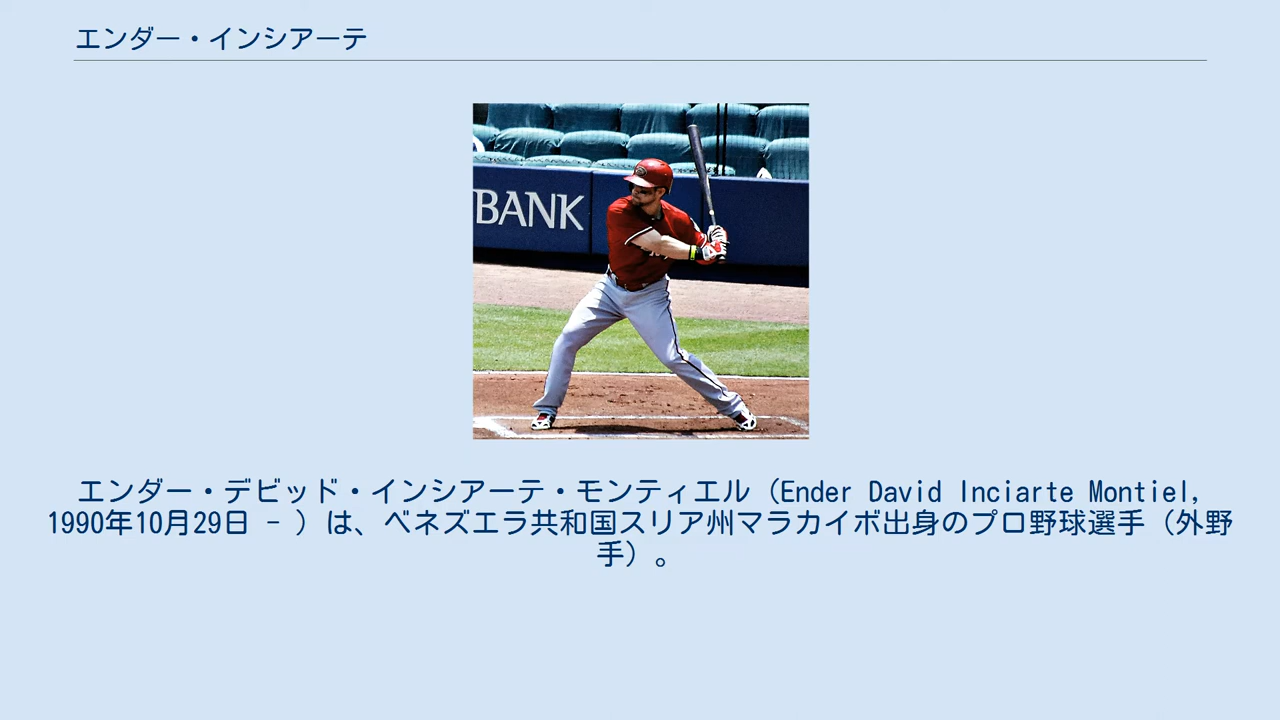 エンダー・インシアーテ
BANK
エンダー・デビッド・インシアーテ・モンティエル（Ender David Inciarte Montiel,
1990年10月29日 - ）は、ベネズエラ共和国スリア州マラカイボ出身のプロ野球選手（外野
手）。